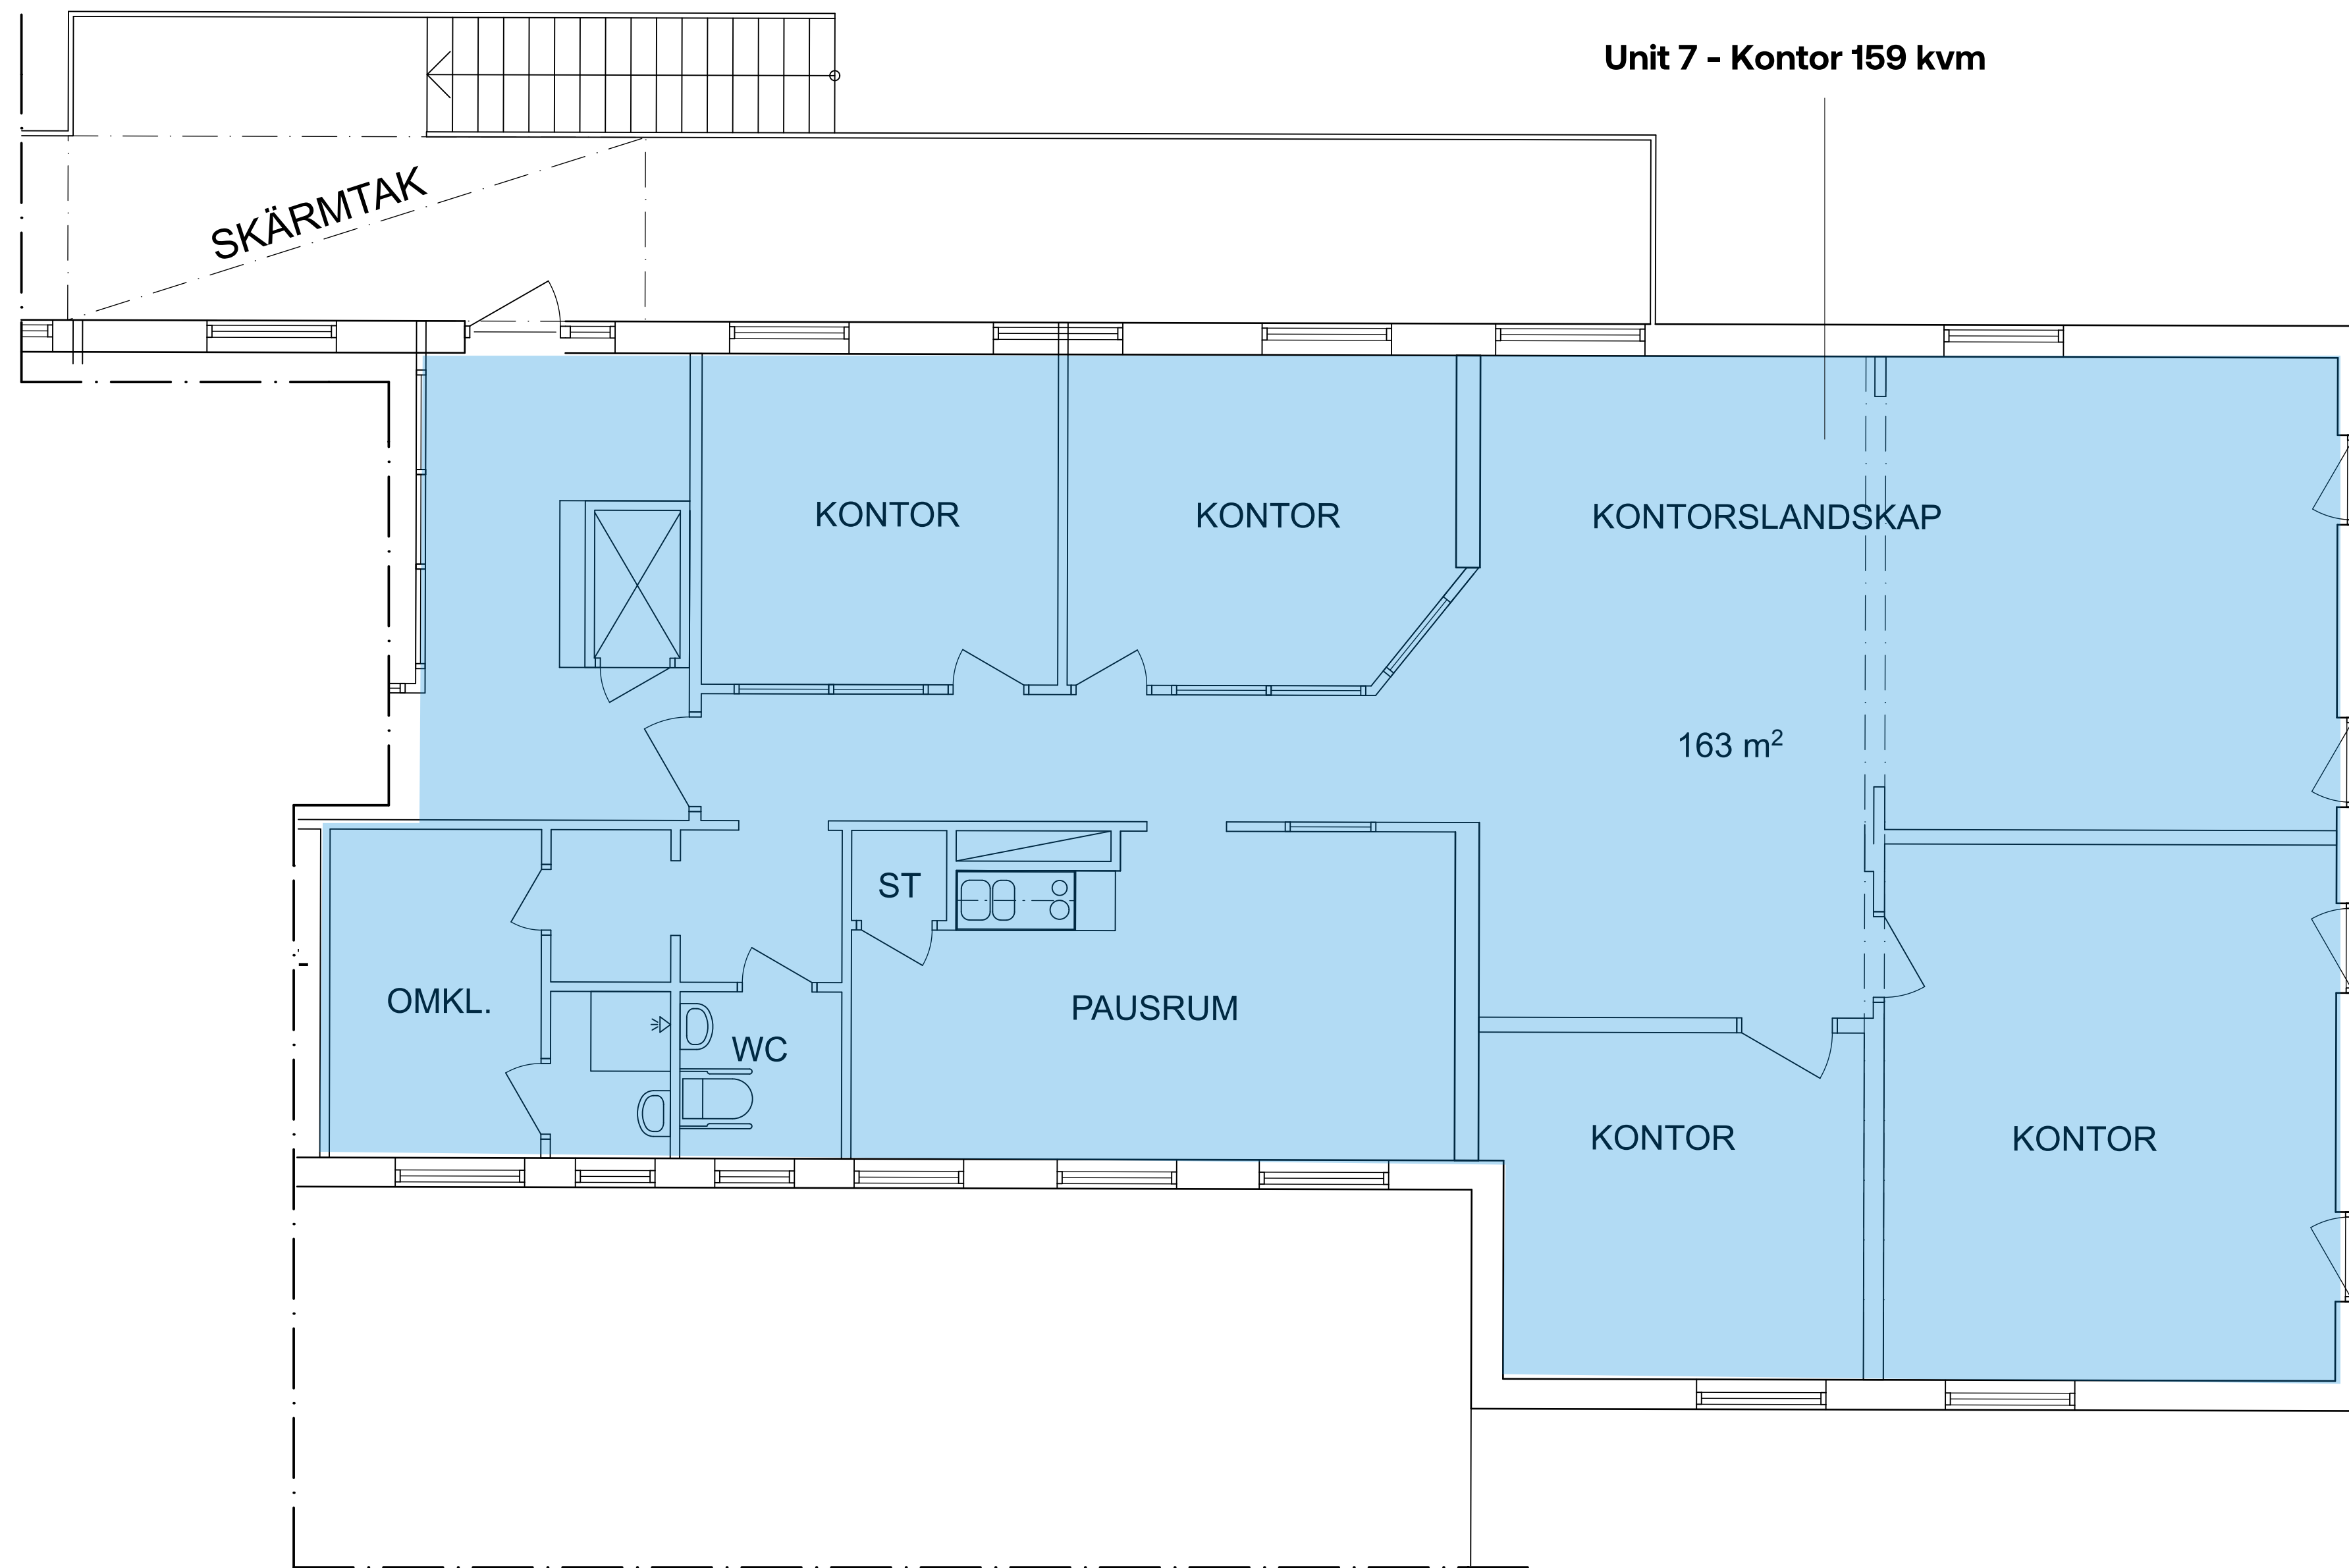 Unit 7 - Kontor 159 kvm
SKÄRMTAK
KONTOR
KONTOR
KONTORSLANDSKAP
163 m²
ST
OMKL.
PAUSRUM
WC
KONTOR
KONTOR